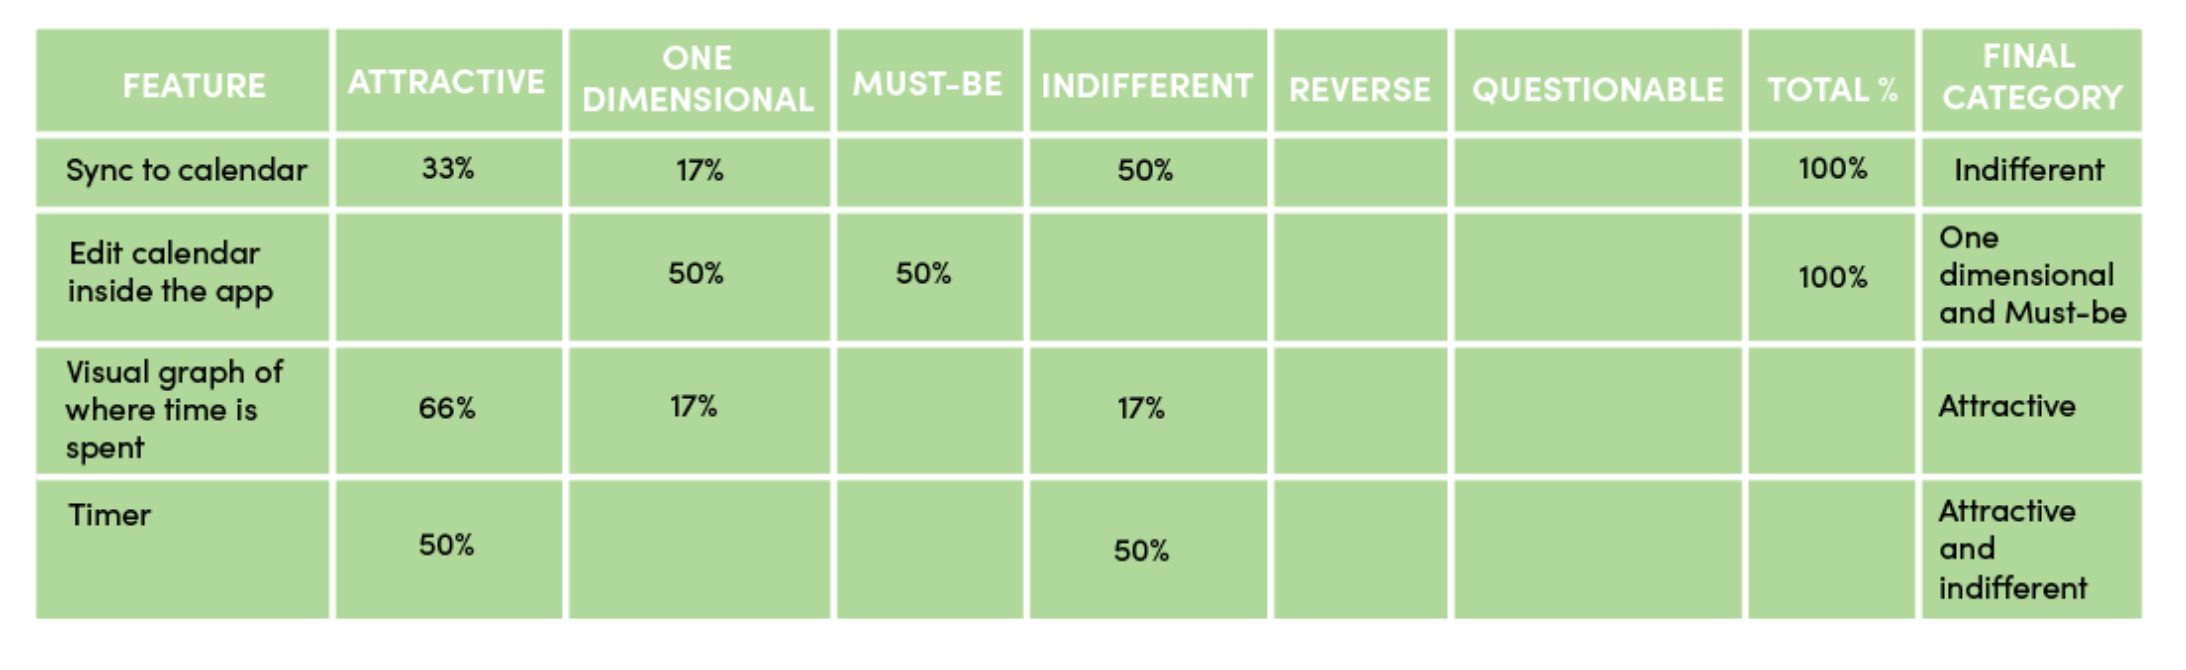 FEATURE ATTRACTIVE ONE DIMENSIONAL MUST-BE INDIFFERENT REVERSE QUESTIONABLE TOTAL % FINAL CATEGORY
Sync to calendar 33% 17% 50% 100% Indifferent
Edit calendar inside the app 50% 50% 100% One dimensional and Must-be
Visual graph of where time is spent 66% 17% 17% Attractive
Timer 50% 50% Attractive and indifferent